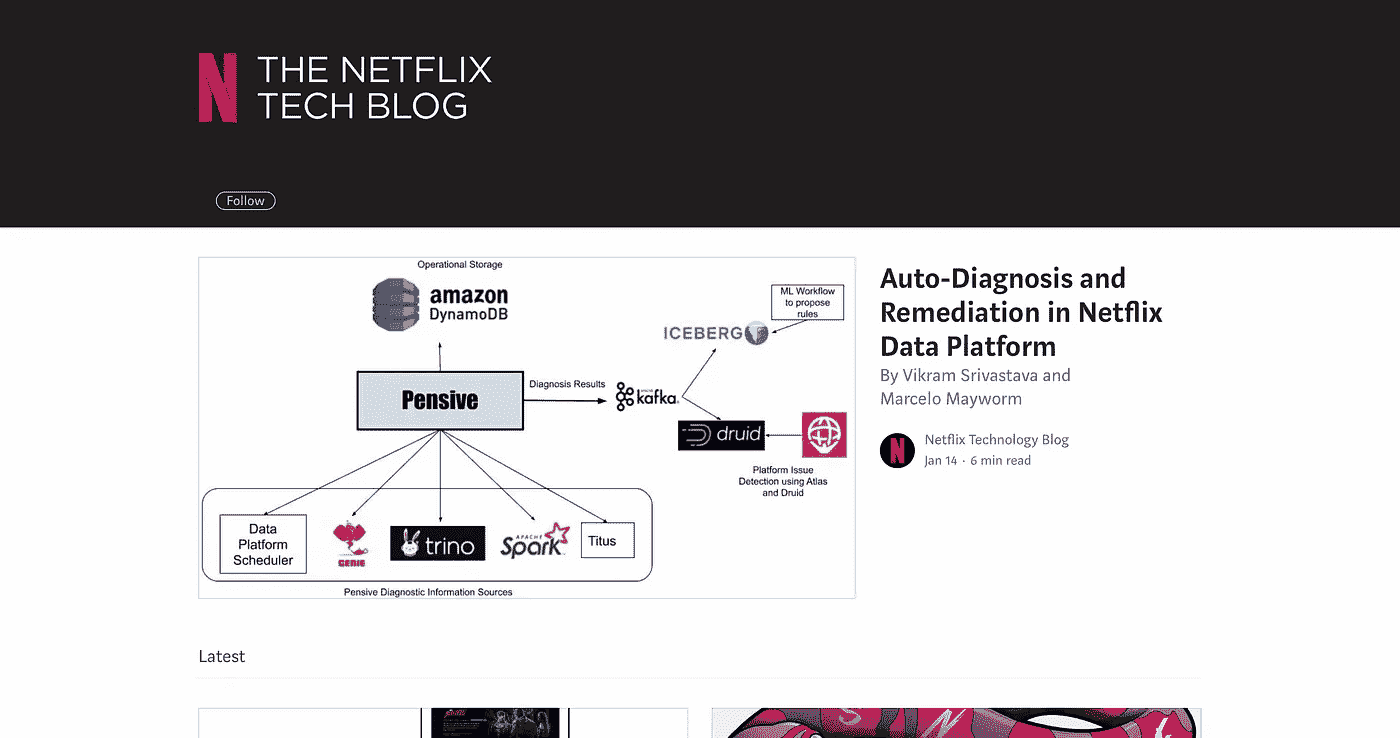 THE NETFLIX
TECH BLOG
Follow
Operational Storage
amazon
DynamoDB
ML Workflow
to propose
rules
ICEBERG
Pensive
Diagnosis Results
kafka
druid
Platform Issue
Detection using Atlas
and Druid
Data
Platform
Scheduler
GENIE
trino
APACHE
Spark
Titus
Pensive Diagnostic Information Sources
Auto-Diagnosis and
Remediation in Netflix
Data Platform
By Vikram Srivastava and
Marcelo Mayworm
Netflix Technology Blog
Jan 14 · 6 min read
Latest